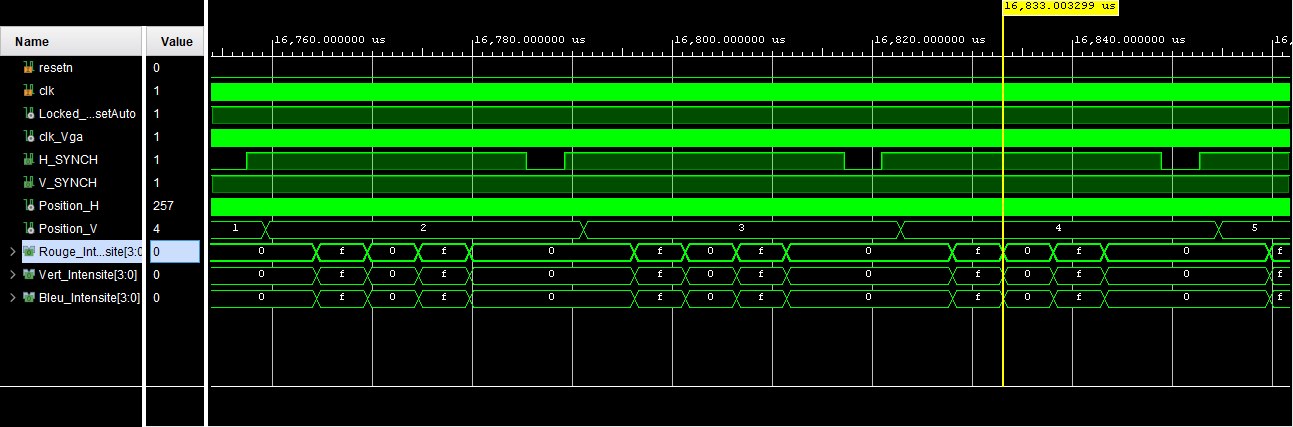 16,833.003299 us
Name Value 16,760.000000 us 16,780.000000 us 16,800.000000 us 16,820.000000 us 16,840.000000 us 16,
resetn 0
clk 1
Locked_...setAuto 1
clk_Vga 1
H_SYNCH 1
V_SYNCH 1
Position_H 257
Position_V 4 1 2 3 4 5
Rouge_Int...site[3:0 0 0 f 0 f 0 f 0 f 0 f 0 f 0 f
Vert_Intensite[3:0] 0 0 f 0 f 0 f 0 f 0 f 0 f 0 f
Bleu_Intensite[3:0] 0 0 f 0 f 0 f 0 f 0 f 0 f 0 f